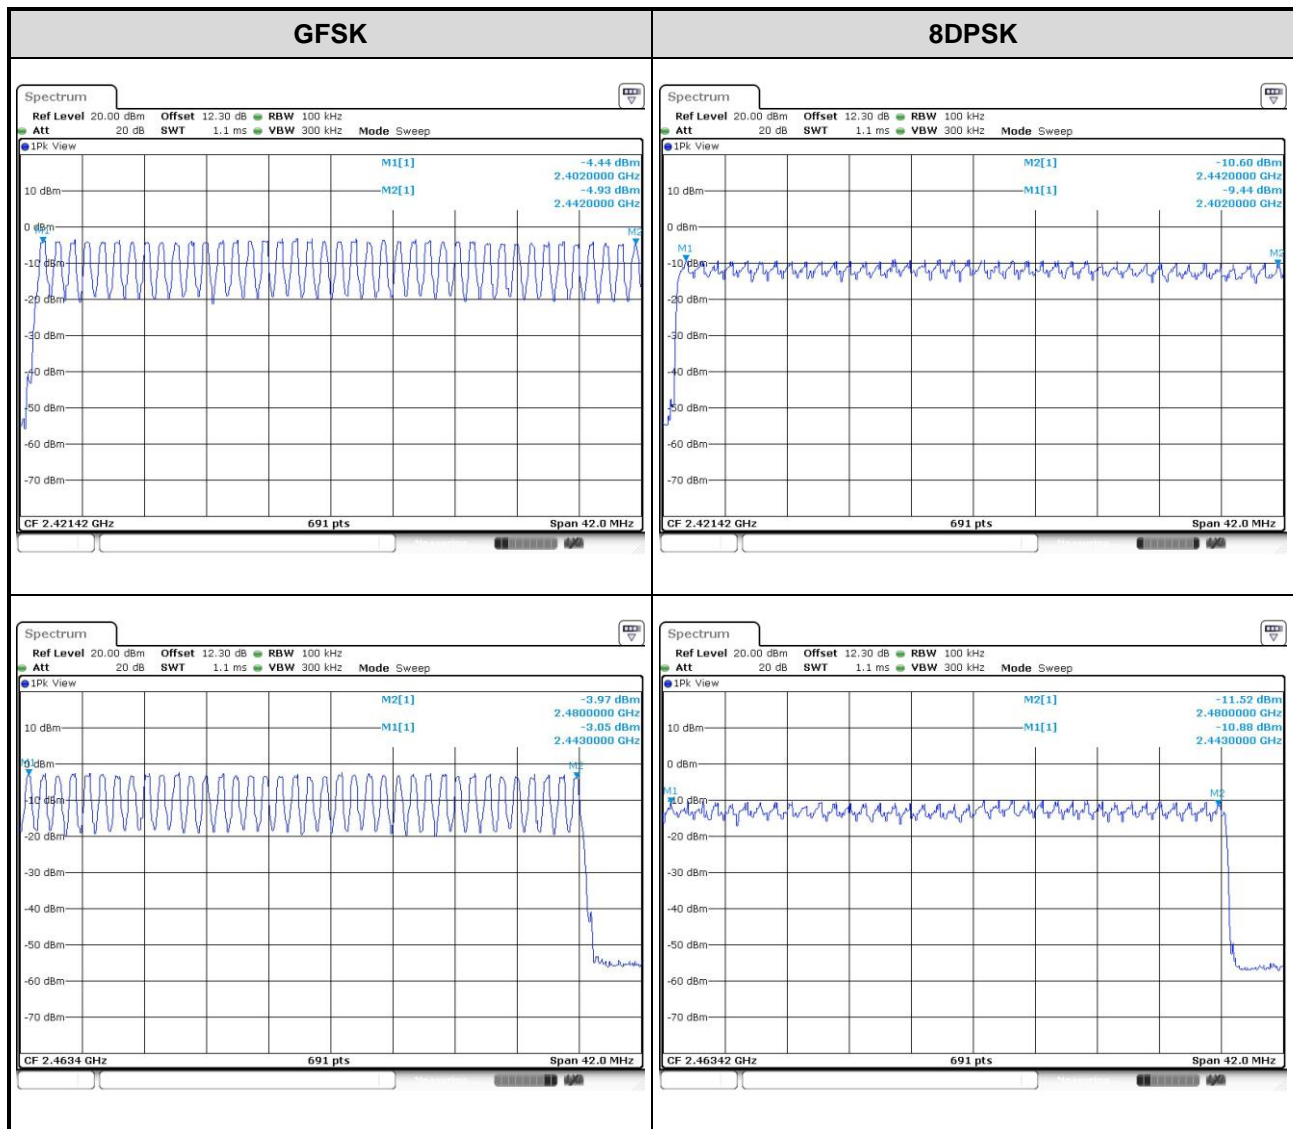 GFSK
8DPSK
Spectrum
Ref Level 20.00 dBm Offset 12.30 dB RBW 100 kHz
Att 20 dB SWT 1.1 ms VBW 300 kHz Mode Sweep
1Pk View
M1[1] -4.44 dBm
2.4020000 GHz
M2[1] -4.93 dBm
2.4420000 GHz
10 dBm
0 dBm
M1
M2
-10 dBm
-20 dBm
-30 dBm
-40 dBm
-50 dBm
-60 dBm
-70 dBm
CF 2.42142 GHz 691 pts Span 42.0 MHz
Spectrum
Ref Level 20.00 dBm Offset 12.30 dB RBW 100 kHz
Att 20 dB SWT 1.1 ms VBW 300 kHz Mode Sweep
1Pk View
M2[1] -10.60 dBm
2.4420000 GHz
M1[1] -9.44 dBm
2.4020000 GHz
10 dBm
0 dBm
M1
M2
-10 dBm
-20 dBm
-30 dBm
-40 dBm
-50 dBm
-60 dBm
-70 dBm
CF 2.42142 GHz 691 pts Span 42.0 MHz
Spectrum
Ref Level 20.00 dBm Offset 12.30 dB RBW 100 kHz
Att 20 dB SWT 1.1 ms VBW 300 kHz Mode Sweep
1Pk View
M2[1] -3.97 dBm
2.4800000 GHz
M1[1] -3.05 dBm
2.4430000 GHz
10 dBm
M1
0 dBm
M2
-10 dBm
-20 dBm
-30 dBm
-40 dBm
-50 dBm
-60 dBm
-70 dBm
CF 2.4634 GHz 691 pts Span 42.0 MHz
Spectrum
Ref Level 20.00 dBm Offset 12.30 dB RBW 100 kHz
Att 20 dB SWT 1.1 ms VBW 300 kHz Mode Sweep
1Pk View
M2[1] -11.52 dBm
2.4800000 GHz
M1[1] -10.88 dBm
2.4430000 GHz
10 dBm
0 dBm
M1
M2
-10 dBm
-20 dBm
-30 dBm
-40 dBm
-50 dBm
-60 dBm
-70 dBm
CF 2.46342 GHz 691 pts Span 42.0 MHz